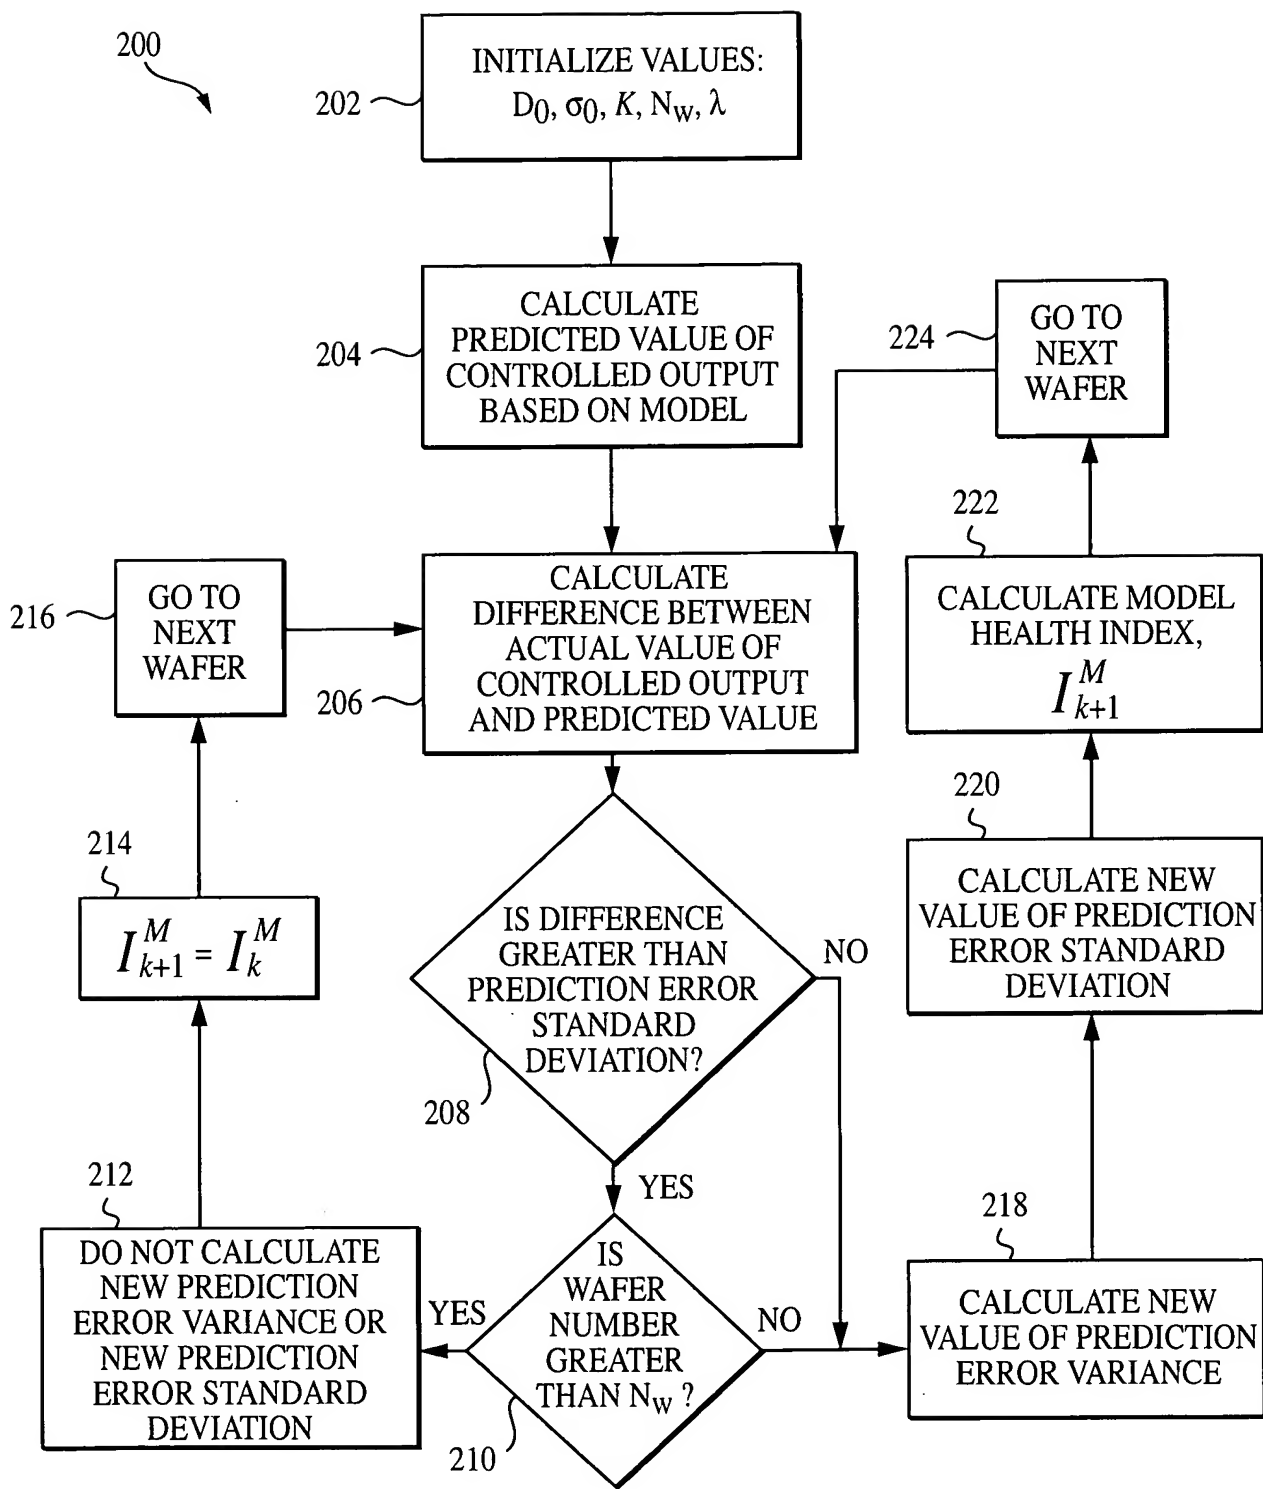 200
202
INITIALIZE VALUES:
D0, σ0, K, Nw, λ
204
CALCULATE
PREDICTED VALUE OF
CONTROLLED OUTPUT
BASED ON MODEL
224
GO TO
NEXT
WAFER
216
GO TO
NEXT
WAFER
206
CALCULATE
DIFFERENCE BETWEEN
ACTUAL VALUE OF
CONTROLLED OUTPUT
AND PREDICTED VALUE
222
CALCULATE MODEL
HEALTH INDEX,
I^M_{k+1}
214
I^M_{k+1} = I^M_k
208
IS DIFFERENCE
GREATER THAN
PREDICTION ERROR
STANDARD
DEVIATION?
NO
YES
220
CALCULATE NEW
VALUE OF PREDICTION
ERROR STANDARD
DEVIATION
212
DO NOT CALCULATE
NEW PREDICTION
ERROR VARIANCE OR
NEW PREDICTION
ERROR STANDARD
DEVIATION
YES
210
IS
WAFER
NUMBER
GREATER
THAN Nw ?
NO
218
CALCULATE NEW
VALUE OF PREDICTION
ERROR VARIANCE